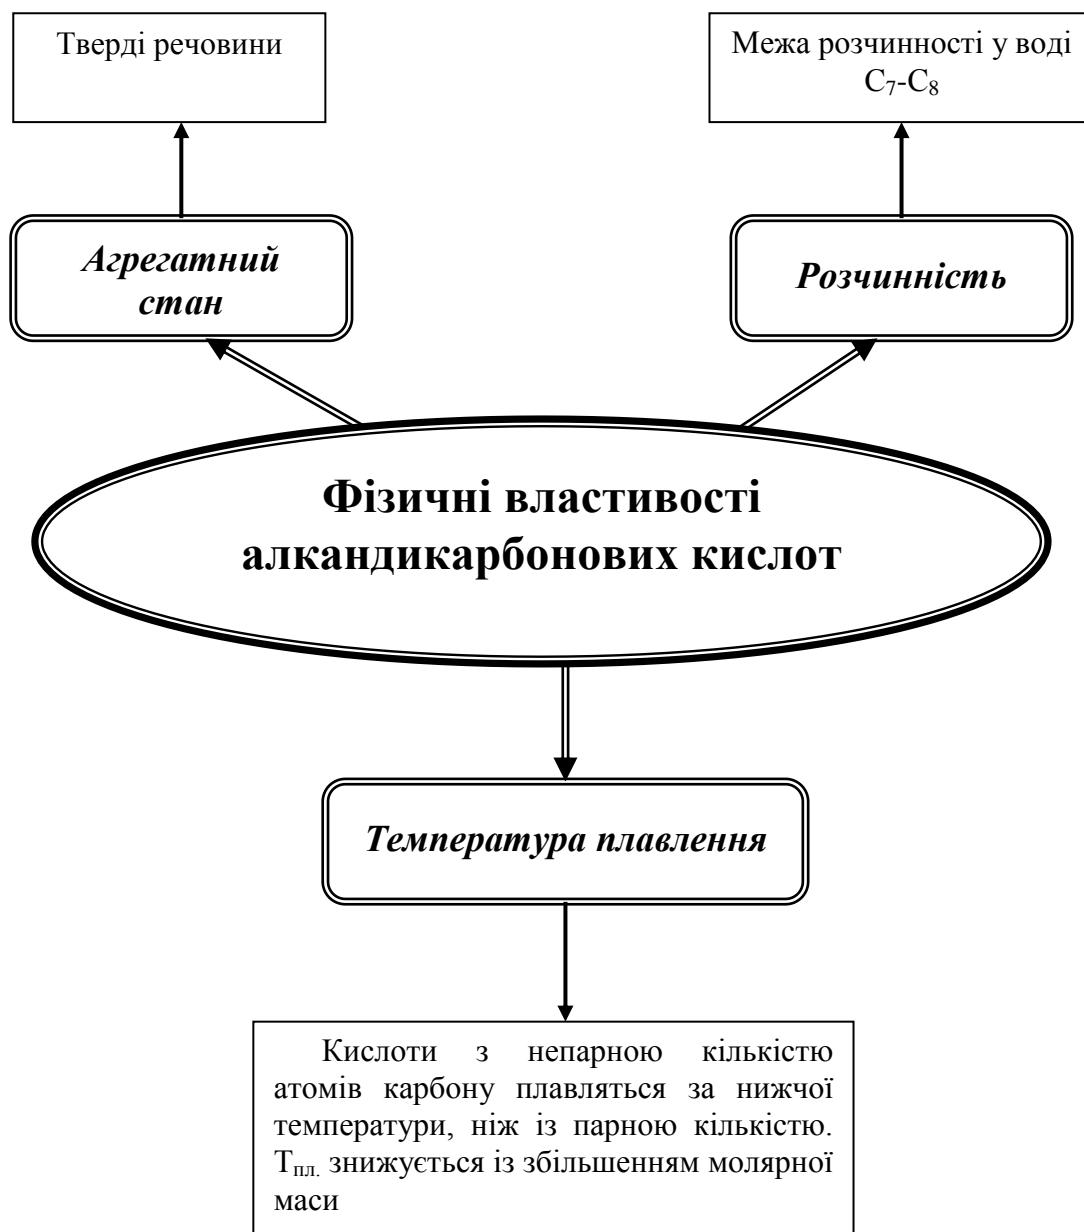 Тверді речовини
Межа розчинності у воді
C₇-C₈
Агрегатний
стан
Розчинність
Фізичні властивості
алкандикарбонових кислот
Температура плавлення
Кислоти з непарною кількістю
атомів карбону плавляться за нижчої
температури, ніж із парною кількістю.
Tпл. знижується із збільшенням молярної
маси